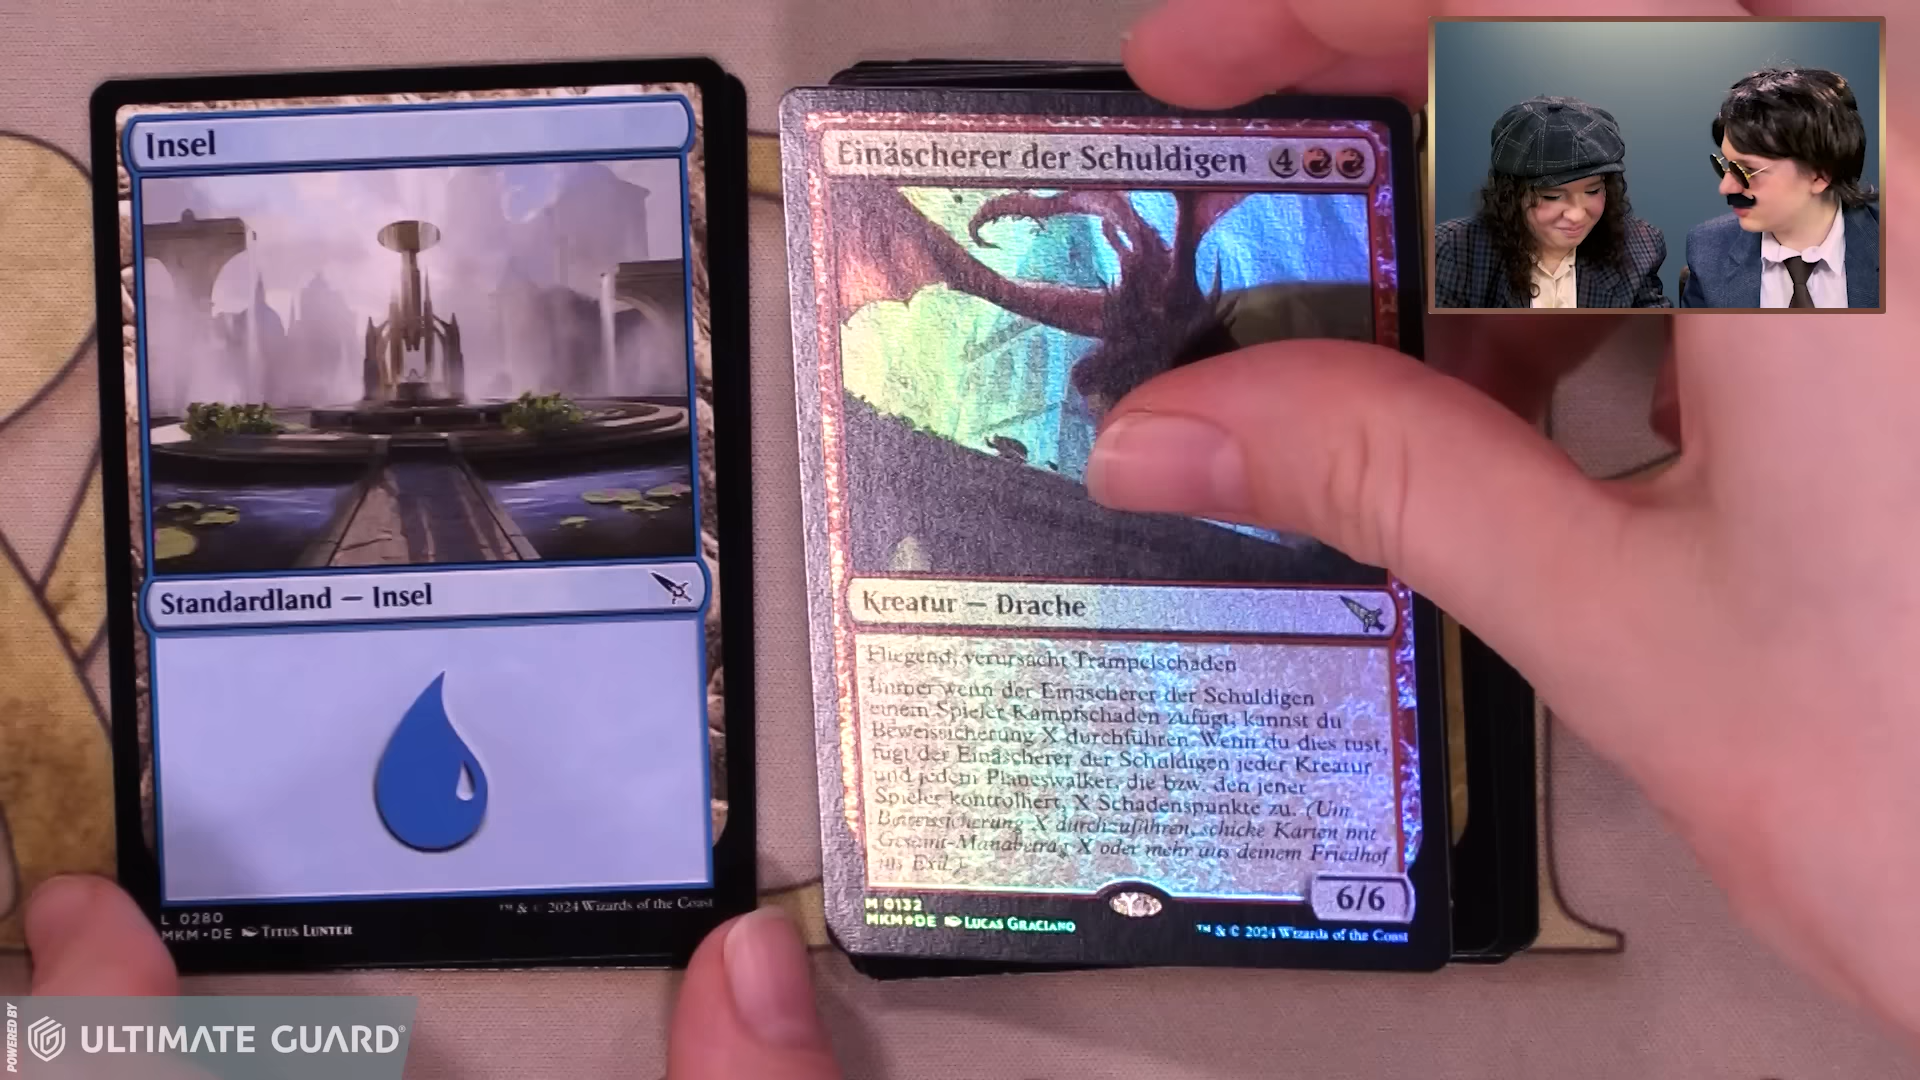 Insel
Standardland — Insel
L 0280
MKM • DE Titus Lunter
™ & © 2024 Wizards of the Coast
Einäscherer der Schuldigen 4
Kreatur — Drache
Fliegend, verursacht Trampelschaden
Immer wenn der Einäscherer der Schuldigen
einem Spieler Kampfschaden zufügt, kannst du
Beweissicherung X durchführen. Wenn du dies tust,
fügt der Einäscherer der Schuldigen jeder Kreatur
und jedem Planeswalker, die bzw. den jener
Spieler kontrolliert, X Schadenspunkte zu. (Um
Beweissicherung X durchzuführen, schicke Karten mit
Gesamt-Manabetrag X oder mehr aus deinem Friedhof
ins Exil.)
6/6
M 0132
MKM★DE Lucas Graciano
™ & © 2024 Wizards of the Coast
POWERED BY
ULTIMATE GUARD®